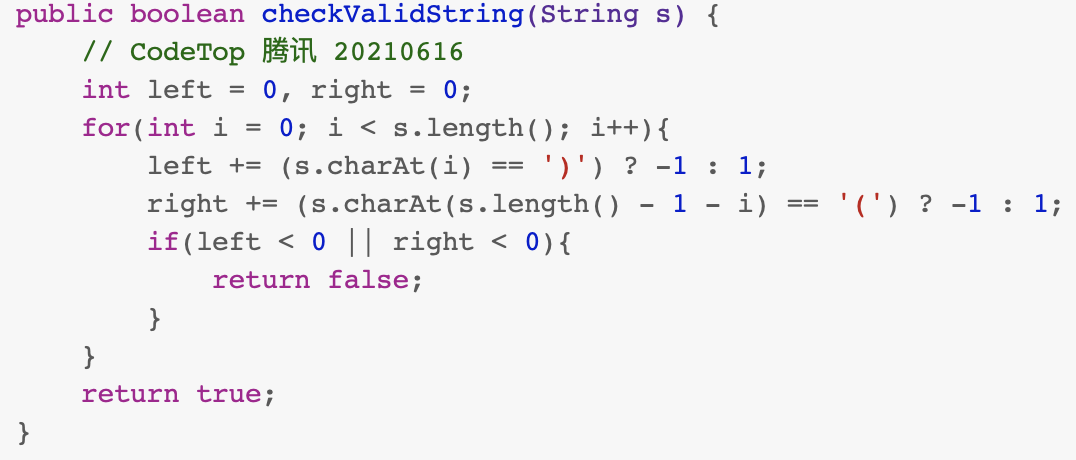 public boolean checkValidString(String s) {
    // CodeTop 腾讯 20210616
    int left = 0, right = 0;
    for(int i = 0; i < s.length(); i++){
        left += (s.charAt(i) == ')') ? -1 : 1;
        right += (s.charAt(s.length() - 1 - i) == '(') ? -1 : 1;
        if(left < 0 || right < 0){
            return false;
        }
    }
    return true;
}